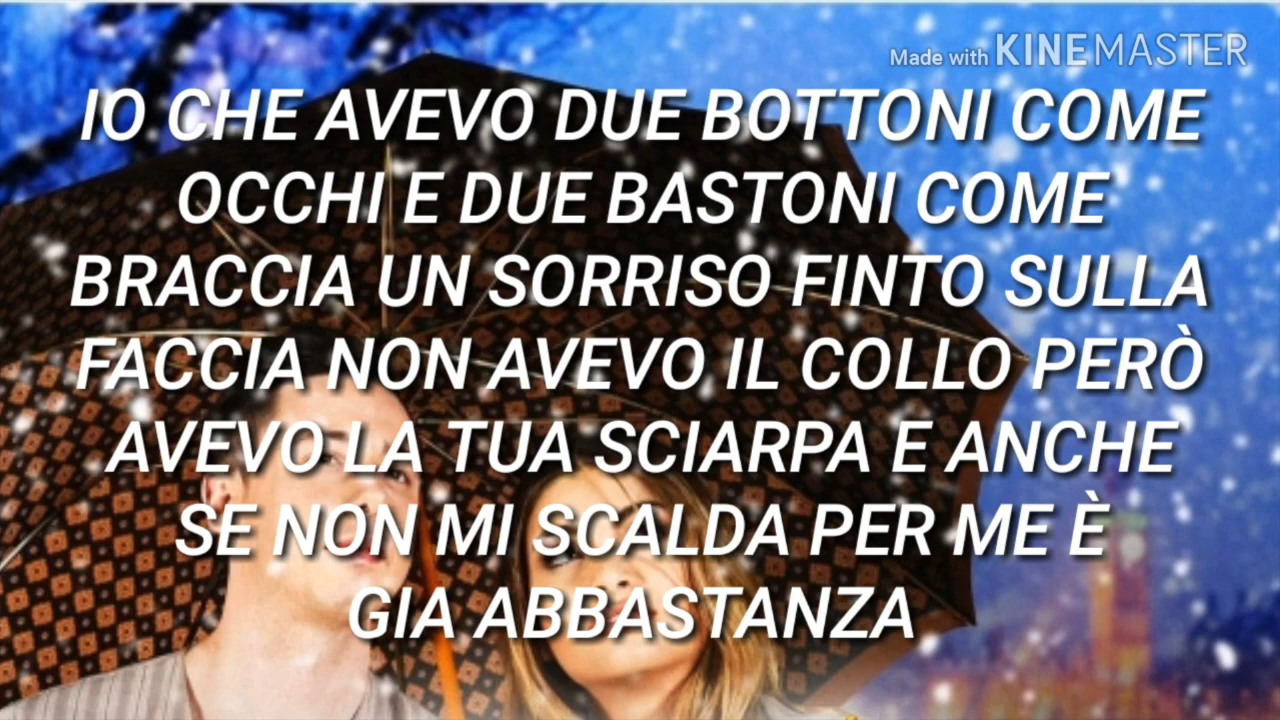 Made with KINEMASTER
IO CHE AVEVO DUE BOTTONI COME
OCCHI E DUE BASTONI COME
BRACCIA UN SORRISO FINTO SULLA
FACCIA NON AVEVO IL COLLO PERÒ
AVEVO LA TUA SCIARPA E ANCHE
SE NON MI SCALDA PER ME È
GIA ABBASTANZA